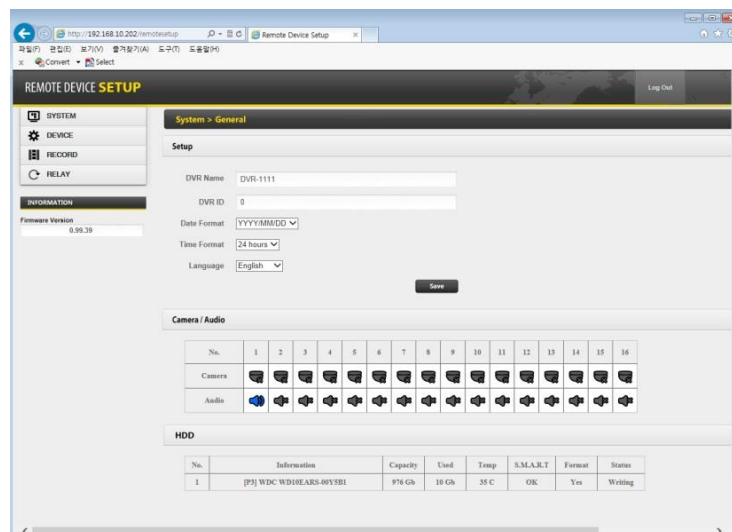 http://192.168.10.202/remotesetup
Remote Device Setup
파일(F) 편집(E) 보기(V) 즐겨찾기(A) 도구(T) 도움말(H)
x Convert Select
REMOTE DEVICE SETUP
Log Out
SYSTEM
DEVICE
RECORD
RELAY
INFORMATION
Firmware Version
0.99.39
System > General
Setup
DVR Name DVR-1111
DVR ID 0
Date Format YYYY/MM/DD
Time Format 24 hours
Language English
Save
Camera / Audio
No. 1 2 3 4 5 6 7 8 9 10 11 12 13 14 15 16
Camera
Audio
HDD
No. Information Capacity Used Temp S.M.A.R.T Format Status
1 [P3] WDC WD10EARS-00Y5B1 976 Gb 10 Gb 35 C OK Yes Writing